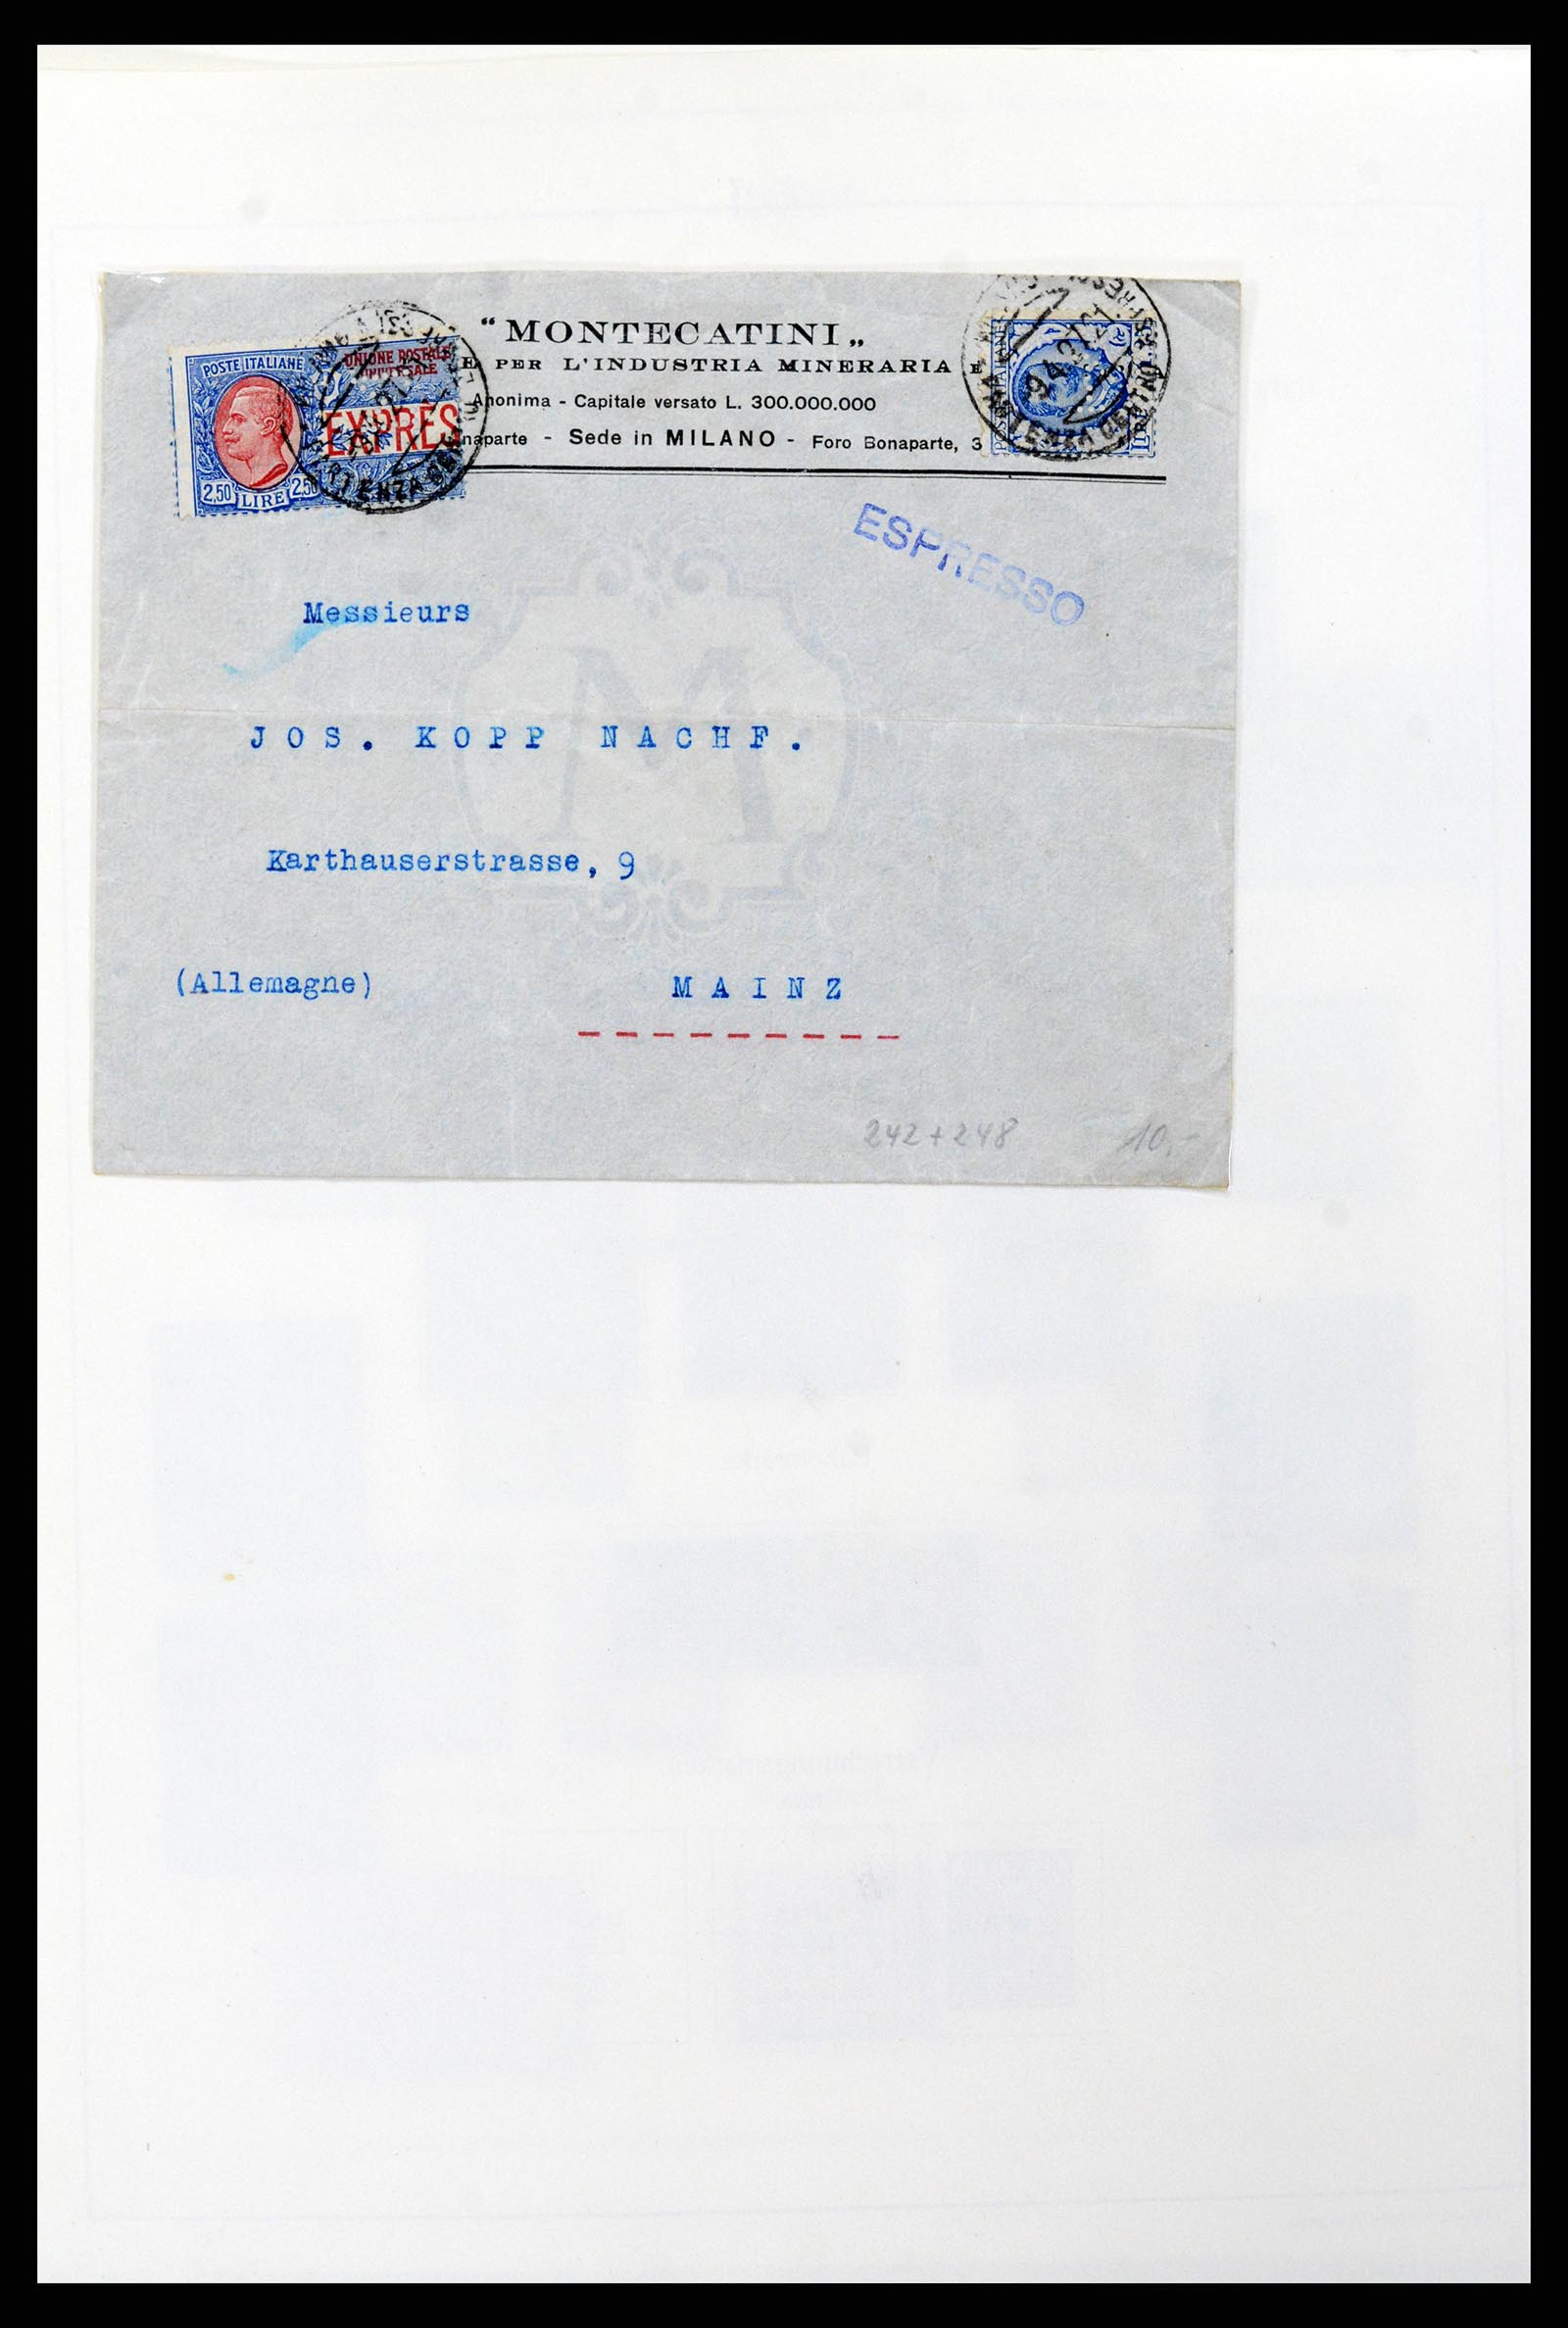 “MONTECATINI„
E PER L'INDUSTRIA MINERARIA E
Anonima - Capitale versato L. 300.000.000
naparte - Sede in MILANO - Foro Bonaparte, 3
POSTE ITALIANE
UNIONE POSTALE
EXPRES
2,50 LIRE 2,50
ESPRESSO
Messieurs
JOS. KOPP NACHF.
Karthauserstrasse, 9
(Allemagne) MAINZ
242+248 10.-
M